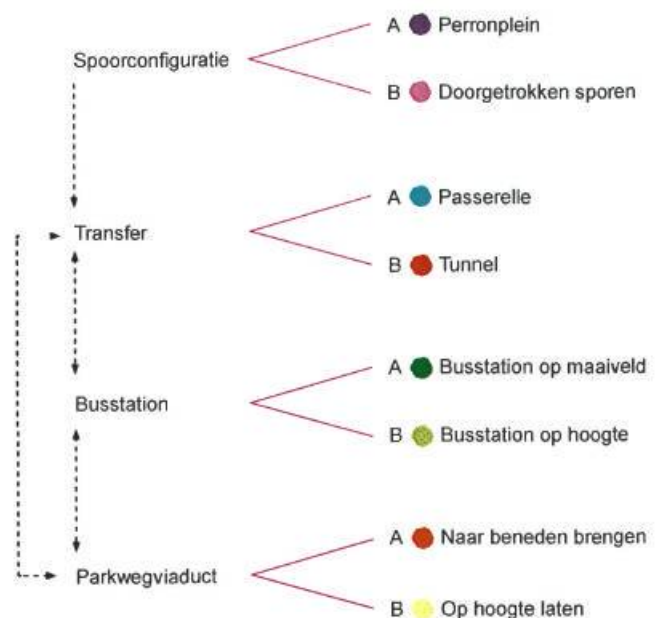 A Perronplein
Spoorconfiguratie
B Doorgetrokken sporen
A Passerelle
Transfer
B Tunnel
A Busstation op maaiveld
Busstation
B Busstation op hoogte
A Naar beneden brengen
Parkwegviaduct
B Op hoogte laten